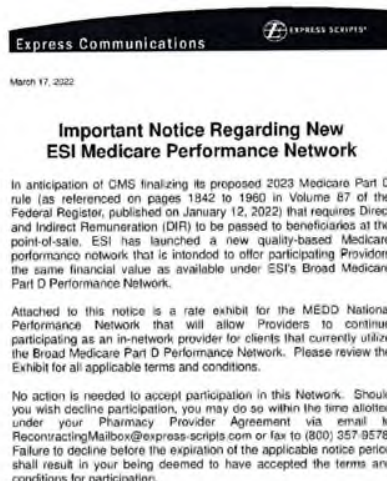 Express Communications
EXPRESS SCRIPTS®
March 17, 2022
Important Notice Regarding New
ESI Medicare Performance Network
In anticipation of CMS finalizing its proposed 2023 Medicare Part D
rule (as referenced on pages 1842 to 1960 in Volume 87 of the
Federal Register, published on January 12, 2022) that requires Direct
and Indirect Remuneration (DIR) to be passed to beneficiaries at the
point-of-sale, ESI has launched a new quality-based Medicare
performance network that is intended to offer participating Providers
the same financial value as available under ESI's Broad Medicare
Part D Performance Network.
Attached to this notice is a rate exhibit for the MEDD National
Performance Network that will allow Providers to continue
participating as an in-network provider for clients that currently utilize
the Broad Medicare Part D Performance Network. Please review the
Exhibit for all applicable terms and conditions.
No action is needed to accept participation in this Network. Should
you wish decline participation, you may do so within the time allotted
under your Pharmacy Provider Agreement via email to
RecontractingMailbox@express-scripts.com or fax to (800) 357-9578.
Failure to decline before the expiration of the applicable notice period
shall result in your being deemed to have accepted the terms and
conditions for participation.